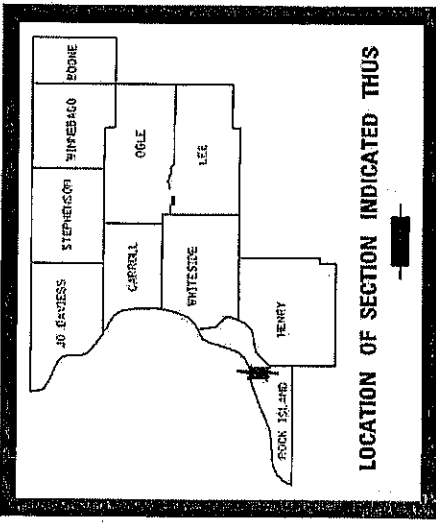 JO DAVIESS
STEPHENSON
WINNEBAGO
BOONE
CARROLL
OGLE
WHITESIDE
LEE
ROCK ISLAND
HENRY
LOCATION OF SECTION INDICATED THUS